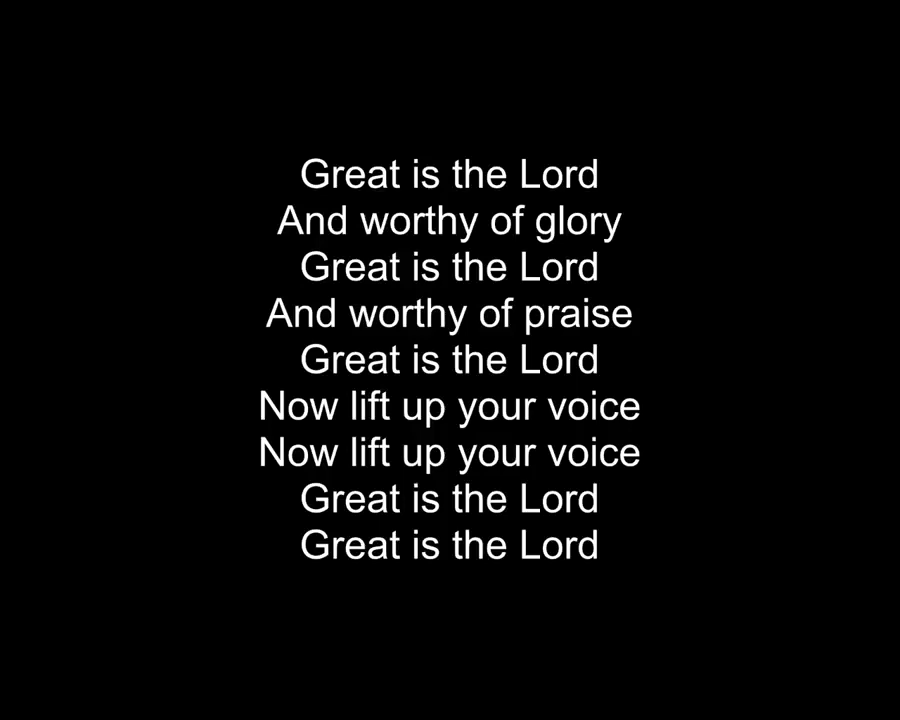 Great is the Lord
And worthy of glory
Great is the Lord
And worthy of praise
Great is the Lord
Now lift up your voice
Now lift up your voice
Great is the Lord
Great is the Lord